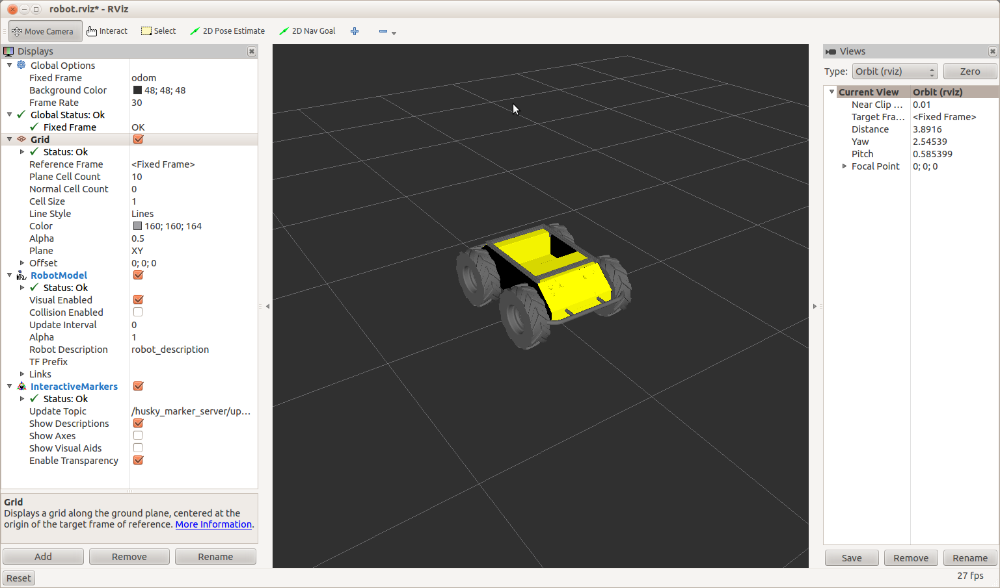 robot.rviz* - RViz
Move Camera Interact Select 2D Pose Estimate 2D Nav Goal
Displays
Global Options
Fixed Frame odom
Background Color 48; 48; 48
Frame Rate 30
Global Status: Ok
Fixed Frame OK
Grid
Status: Ok
Reference Frame <Fixed Frame>
Plane Cell Count 10
Normal Cell Count 0
Cell Size 1
Line Style Lines
Color 160; 160; 164
Alpha 0.5
Plane XY
Offset 0; 0; 0
RobotModel
Status: Ok
Visual Enabled
Collision Enabled
Update Interval 0
Alpha 1
Robot Description robot_description
TF Prefix
Links
InteractiveMarkers
Status: Ok
Update Topic /husky_marker_server/up...
Show Descriptions
Show Axes
Show Visual Aids
Enable Transparency
Grid
Displays a grid along the ground plane, centered at the
origin of the target frame of reference. More Information.
Add Remove Rename
Reset
Views
Type: Orbit (rviz) Zero
Current View Orbit (rviz)
Near Clip ... 0.01
Target Fra... <Fixed Frame>
Distance 3.8916
Yaw 2.54539
Pitch 0.585399
Focal Point 0; 0; 0
Save Remove Rename
27 fps